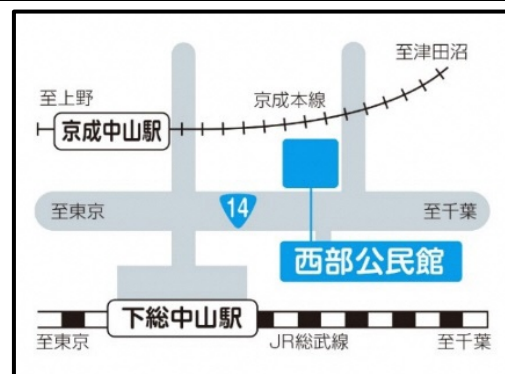 至津田沼
至上野
京成本線
京成中山駅
至東京
14
至千葉
西部公民館
下総中山駅
至東京
JR総武線
至千葉